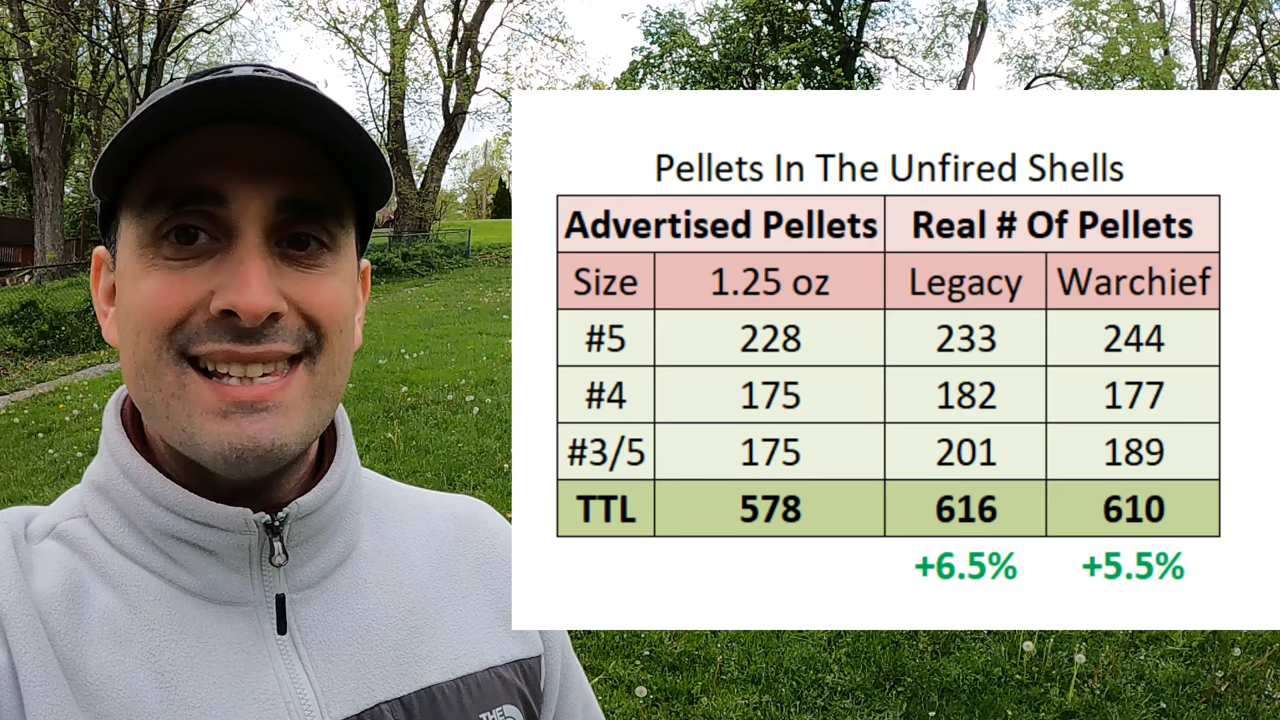 Pellets In The Unfired Shells
Advertised Pellets Real # Of Pellets
Size 1.25 oz Legacy Warchief
#5 228 233 244
#4 175 182 177
#3/5 175 201 189
TTL 578 616 610
+6.5% +5.5%
THE